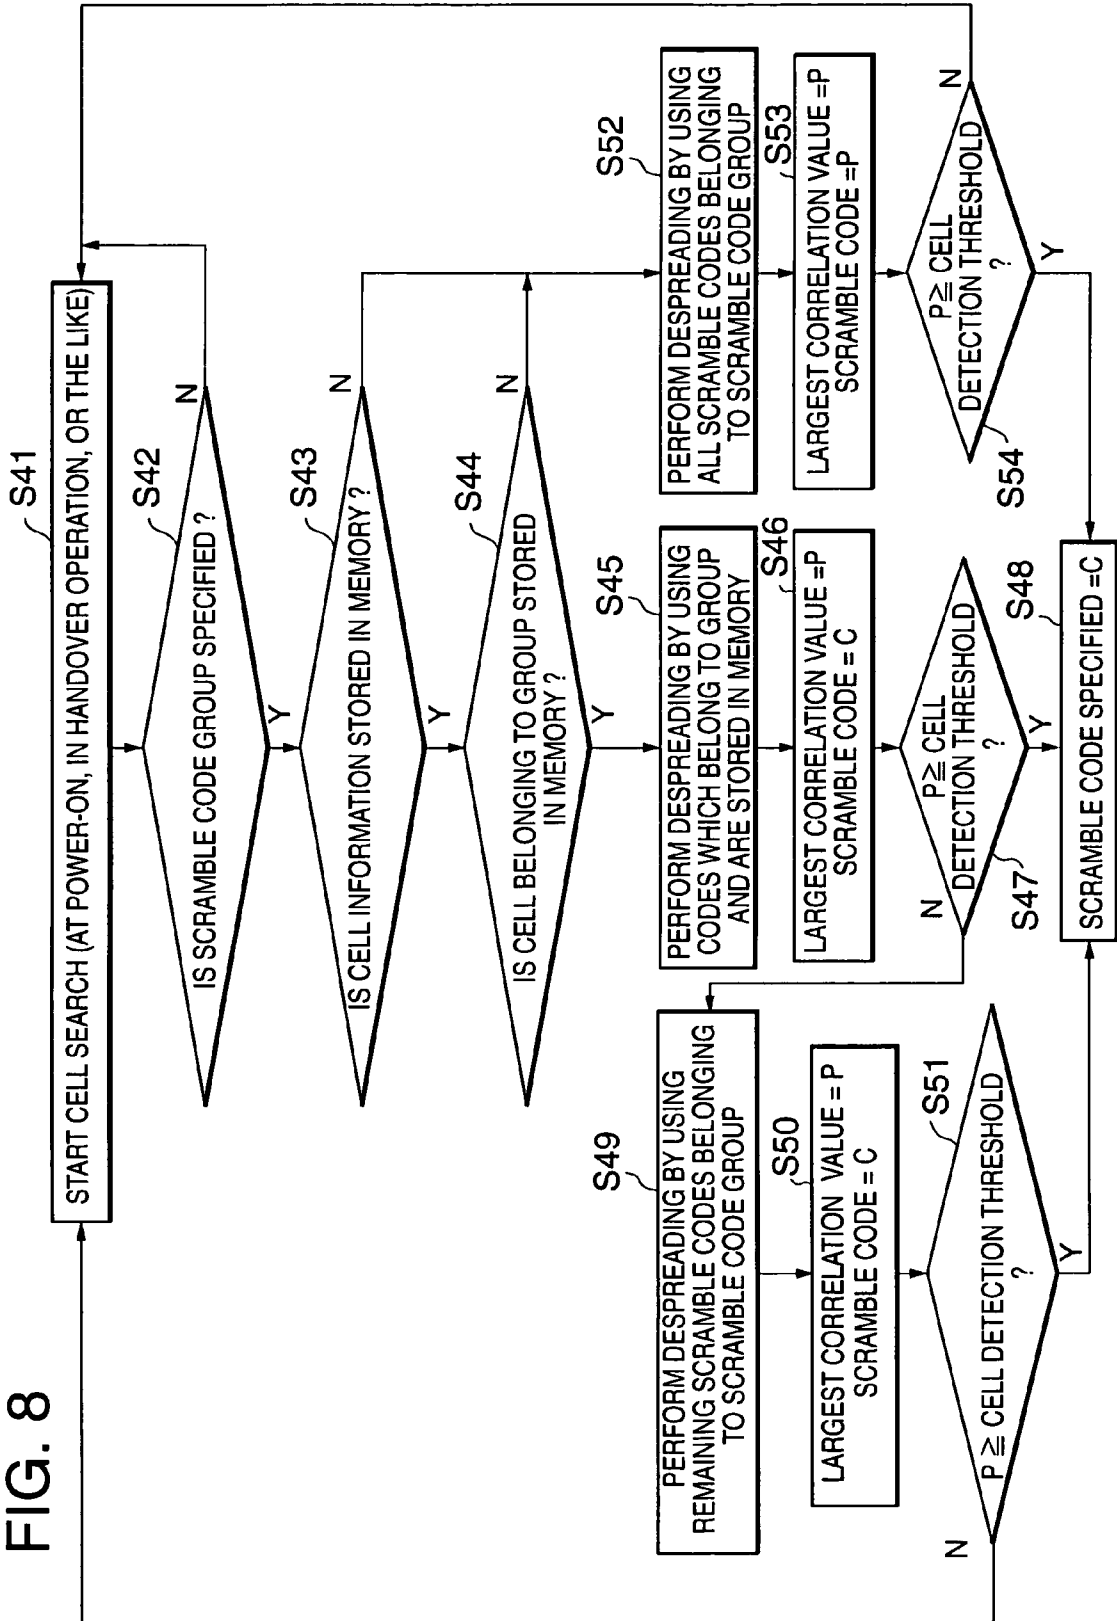 FIG. 8
S41
START CELL SEARCH (AT POWER-ON, IN HANDOVER OPERATION, OR THE LIKE)
S42
IS SCRAMBLE CODE GROUP SPECIFIED ?
N
Y
S43
IS CELL INFORMATION STORED IN MEMORY ?
N
Y
S44
IS CELL BELONGING TO GROUP STORED
IN MEMORY ?
N
Y
S45
PERFORM DESPREADING BY USING
CODES WHICH BELONG TO GROUP
AND ARE STORED IN MEMORY
S46
LARGEST CORRELATION VALUE =P
SCRAMBLE CODE = C
P≧ CELL
DETECTION THRESHOLD
?
S47
N
Y
S48
SCRAMBLE CODE SPECIFIED =C
S49
PERFORM DESPREADING BY USING
REMAINING SCRAMBLE CODES BELONGING
TO SCRAMBLE CODE GROUP
S50
LARGEST CORRELATION VALUE = P
SCRAMBLE CODE = C
S51
P ≧ CELL DETECTION THRESHOLD
?
N
Y
S52
PERFORM DESPREADING BY USING
ALL SCRAMBLE CODES BELONGING
TO SCRAMBLE CODE GROUP
S53
LARGEST CORRELATION VALUE =P
SCRAMBLE CODE =P
P≧ CELL
DETECTION THRESHOLD
?
S54
N
Y